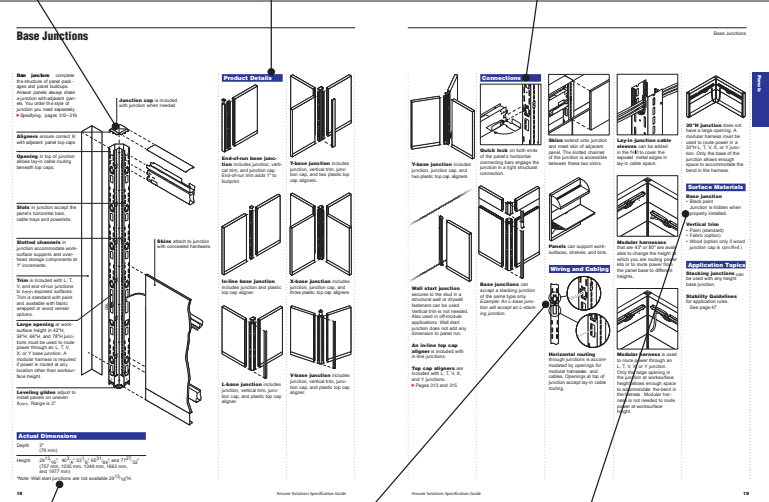 Base Junctions
Base junctions complete
the structure of panel pack-
ages and panel buildups.
Answer panels always share
a junction with adjacent pan-
els. You order the style of
junction you need separately.
Specifying, pages 312–316
Junction cap is included
with junction when needed.
Aligners ensure correct fit
with adjacent panel top caps.
Opening in top of junction
allows lay-in cable routing
beneath top caps.
Slots in junction accept the
panel's horizontal bars,
cable trays and powerkits.
Slotted channels in
junction accommodate work-
surface supports and over-
head storage components at
1" increments.
Skins attach to junction
with concealed hardware.
Trim is included with L, T,
V, and end-of-run junctions
to finish exposed surfaces.
Trim is standard with paint
and available with fabric
wrapped or wood veneer
options.
Large opening at work-
surface height in 42"H,
54"H, 66"H, and 78"H junc-
tions must be used to route
power through an L, T, V,
X, or Y base junction. A
modular harness is required
if power is routed at any
location other than worksur-
face height.
Leveling glides adjust to
install panels on uneven
floors. Range is 2".
Actual Dimensions
Depth 3"
(76 mm)
Height
(757 mm, 1035 mm, 1349 mm, 1663 mm,
and 1977 mm)
*Note: Wall start junctions are not available 29 13/16"H.
Product Details
End-of-run base junc-
tion includes junction, verti-
cal trim, and junction cap.
End-of-run trim adds 1" to
footprint.
T-base junction includes
junction, vertical trim, junc-
tion cap, and two plastic top
cap aligners.
In-line base junction
includes junction and plastic
top cap aligner.
X-base junction includes
junction, junction cap, and
three plastic top cap aligners.
L-base junction includes
junction, vertical trim, junc-
tion cap, and plastic top cap
aligner.
V-base junction includes
junction, vertical trim, junc-
tion cap, and plastic top cap
aligner.
18
Answer Solutions Specification Guide
Base Junctions
Panels
Y-base junction includes
junction, junction cap, and
two plastic top cap aligners.
Wall start junction
secures to the stud in a
structural wall or drywall
fasteners can be used.
Vertical trim is not needed.
Also used in off-module
applications. Wall start
junction does not add any
dimension to panel run.
An in-line top cap
aligner is included with
in-line junctions.
Top cap aligners are
included with L, T, V, X,
and Y junctions.
Pages 313 and 315
Connections
Quick lock on both ends
of the panel's horizontal
connecting bars engage the
junction in a tight structural
connection.
Base junctions can
accept a stacking junction
of the same type only.
Example: An L-base junc-
tion will accept an L-stack-
ing junction.
Skins extend onto junction
and meet skin of adjacent
panel. The slotted channel
of the junction is accessible
between these two skins.
Panels can support work-
surfaces, shelves, and bins.
Wiring and Cabling
Horizontal routing
through junctions is accom-
modated by openings for
modular harnesses and
cables. Openings at top of
junction accept lay-in cable
routing.
Lay-in junction cable
sleeves can be added
in the field to cover the
exposed metal edges in
lay-in cable space.
Modular harnesses
that are 43" or 60" are avail-
able to change the height at
which you are routing power
kits or to route power from
the panel base to different
heights.
Modular harness is used
to route power through an
L, T, V, X, or Y junction.
Only the large opening in
the junction at worksurface
height allows enough space
to accommodate the bend in
the harness. Modular har-
ness is not needed to route
power at worksurface
height.
30"H junction does not
have a large opening. A
modular harness must be
used to route power in a
30"H L, T, V, X, or Y junc-
tion. Only the base of the
junction allows enough
space to accommodate the
bend in the harness.
Surface Materials
Base junction
• Black paint
Junction is hidden when
properly installed.
Vertical trim
• Paint (standard)
• Fabric (option)
• Wood (option only if wood
junction cap is specified)
Application Topics
Stacking junctions can
be used with any height
base junction.
Stability Guidelines
for application rules.
See page 47
Answer Solutions Specification Guide
19